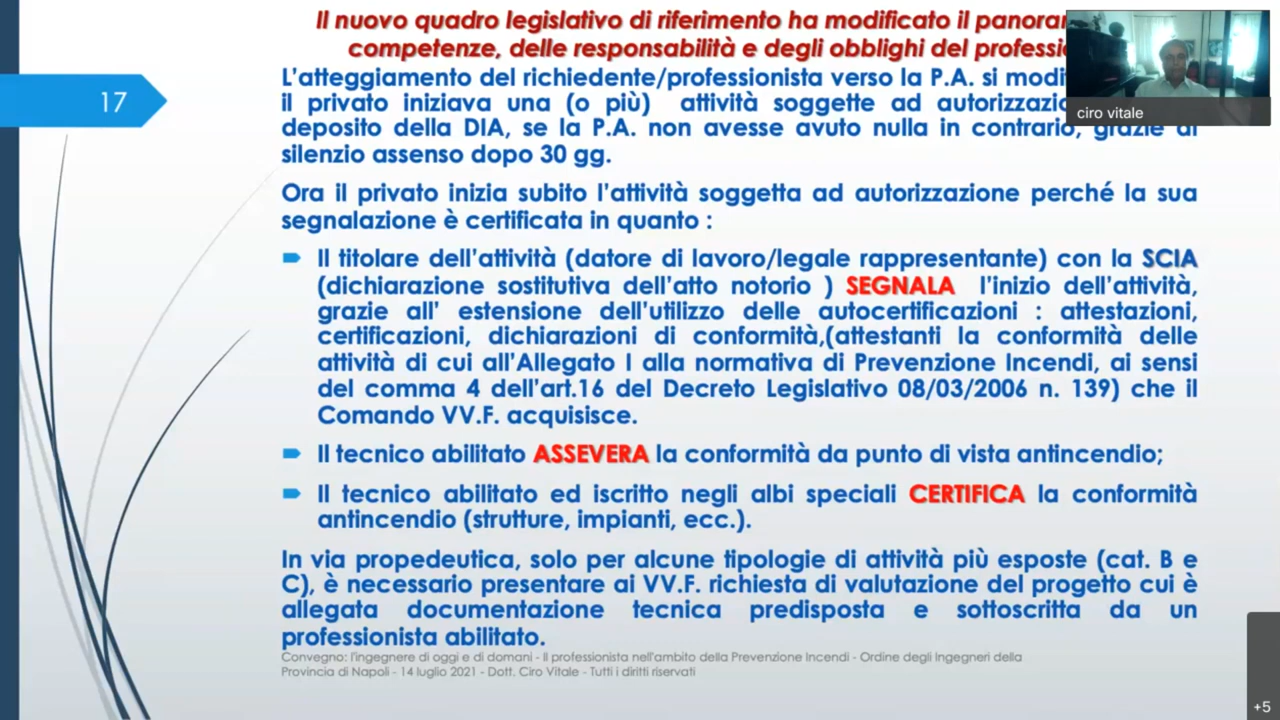 Il nuovo quadro legislativo di riferimento ha modificato il
competenze, delle responsabilità e degli obblighi del
17
L'atteggiamento del richiedente/professionista verso la P.A. si
il privato iniziava una (o più) attività soggette ad
deposito della DIA, se la P.A. non avesse avuto nulla in contrario, grazie al
silenzio assenso dopo 30 gg.
ciro vitale
Ora il privato inizia subito l'attività soggetta ad autorizzazione perché la sua
segnalazione è certificata in quanto :
Il titolare dell'attività (datore di lavoro/legale rappresentante) con la SCIA
(dichiarazione sostitutiva dell'atto notorio ) SEGNALA l'inizio dell'attività,
grazie all' estensione dell'utilizzo delle autocertificazioni : attestazioni,
certificazioni, dichiarazioni di conformità,(attestanti la conformità delle
attività di cui all'Allegato I alla normativa di Prevenzione Incendi, ai sensi
del comma 4 dell'art.16 del Decreto Legislativo 08/03/2006 n. 139) che il
Comando VV.F. acquisisce.
Il tecnico abilitato ASSEVERA la conformità da punto di vista antincendio;
Il tecnico abilitato ed iscritto negli albi speciali CERTIFICA la conformità
antincendio (strutture, impianti, ecc.).
In via propedeutica, solo per alcune tipologie di attività più esposte (cat. B e
C), è necessario presentare ai VV.F. richiesta di valutazione del progetto cui è
allegata documentazione tecnica predisposta e sottoscritta da un
professionista abilitato.
Convegno: l'ingegnere di oggi e di domani - Il professionista nell'ambito della Prevenzione Incendi - Ordine degli Ingegneri della
Provincia di Napoli - 14 luglio 2021 - Dott. Ciro Vitale - Tutti i diritti riservati
+5